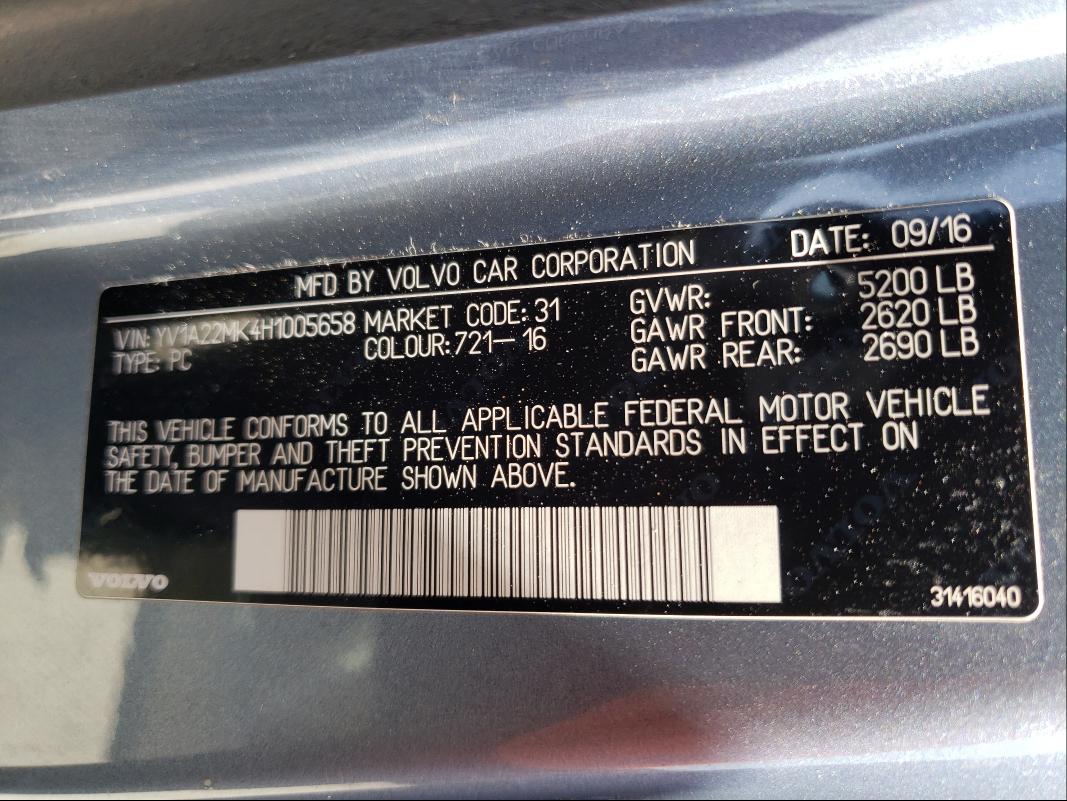 MFD BY VOLVO CAR CORPORATION DATE: 09/16
VIN: YV1A22MK4H1005658 MARKET CODE: 31 GVWR: 5200 LB
TYPE: PC COLOUR: 721-16 GAWR FRONT: 2620 LB
GAWR REAR: 2690 LB
THIS VEHICLE CONFORMS TO ALL APPLICABLE FEDERAL MOTOR VEHICLE
SAFETY, BUMPER AND THEFT PREVENTION STANDARDS IN EFFECT ON
THE DATE OF MANUFACTURE SHOWN ABOVE.
VOLVO
31416040